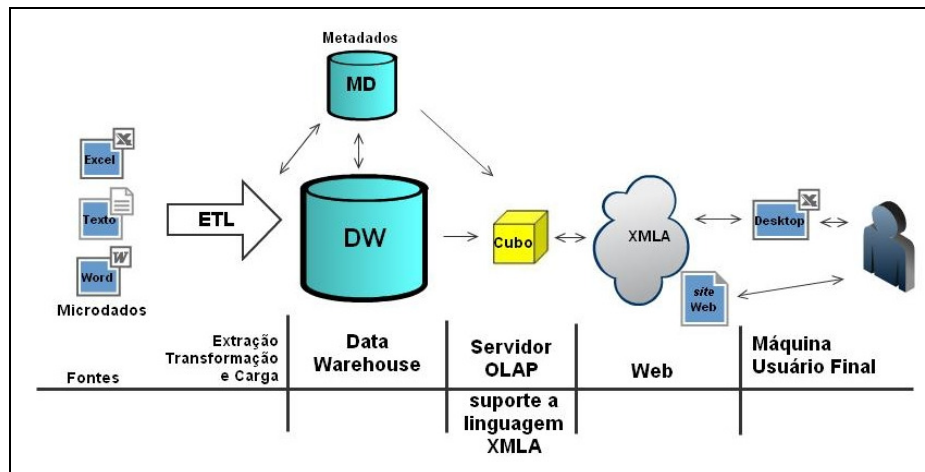 Metadados
MD
Excel
Texto
Word
Microdados
ETL
DW
Cubo
XMLA
Desktop
site
Web
Fontes
Extração
Transformação
e Carga
Data
Warehouse
Servidor
OLAP
suporte a
linguagem
XMLA
Web
Máquina
Usuário Final